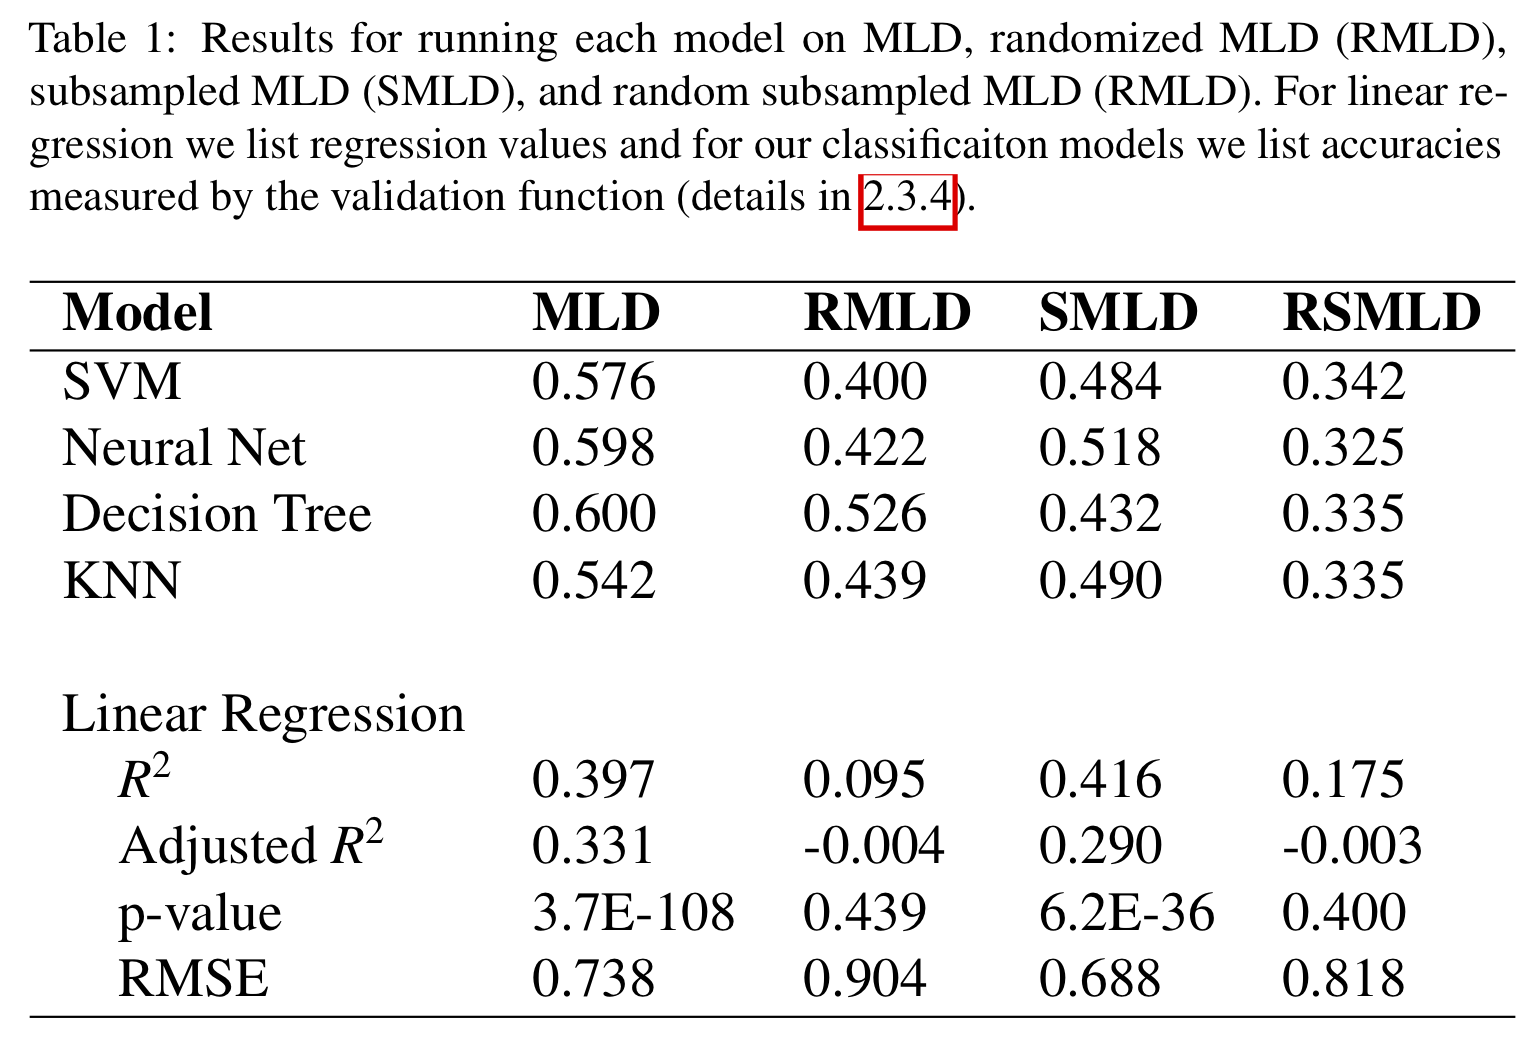 Table 1: Results for running each model on MLD, randomized MLD (RMLD),
subsampled MLD (SMLD), and random subsampled MLD (RMLD). For linear re-
gression we list regression values and for our classificaiton models we list accuracies
measured by the validation function (details in 2.3.4).
Model MLD RMLD SMLD RSMLD
SVM 0.576 0.400 0.484 0.342
Neural Net 0.598 0.422 0.518 0.325
Decision Tree 0.600 0.526 0.432 0.335
KNN 0.542 0.439 0.490 0.335
Linear Regression
R² 0.397 0.095 0.416 0.175
Adjusted R² 0.331 -0.004 0.290 -0.003
p-value 3.7E-108 0.439 6.2E-36 0.400
RMSE 0.738 0.904 0.688 0.818